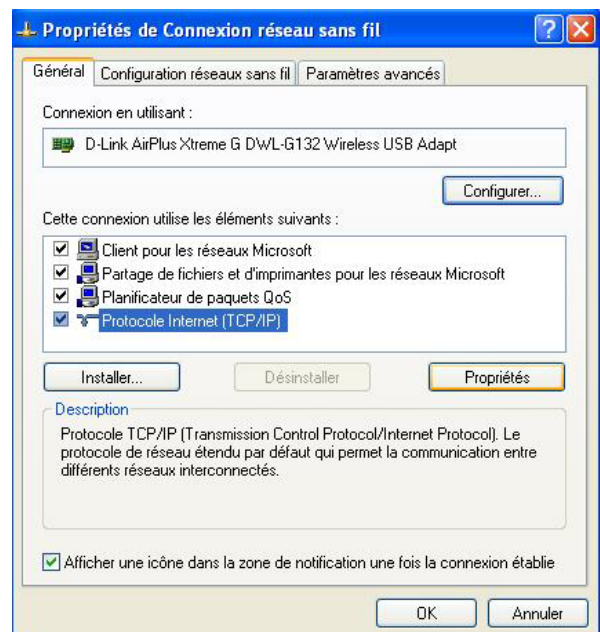 Propriétés de Connexion réseau sans fil
Général Configuration réseaux sans fil Paramètres avancés
Connexion en utilisant :
D-Link AirPlus Xtreme G DWL-G132 Wireless USB Adapt
Configurer...
Cette connexion utilise les éléments suivants :
Client pour les réseaux Microsoft
Partage de fichiers et d'imprimantes pour les réseaux Microsoft
Planificateur de paquets QoS
Protocole Internet (TCP/IP)
Installer... Désinstaller Propriétés
Description
Protocole TCP/IP (Transmission Control Protocol/Internet Protocol). Le
protocole de réseau étendu par défaut qui permet la communication entre
différents réseaux interconnectés.
Afficher une icône dans la zone de notification une fois la connexion établie
OK Annuler